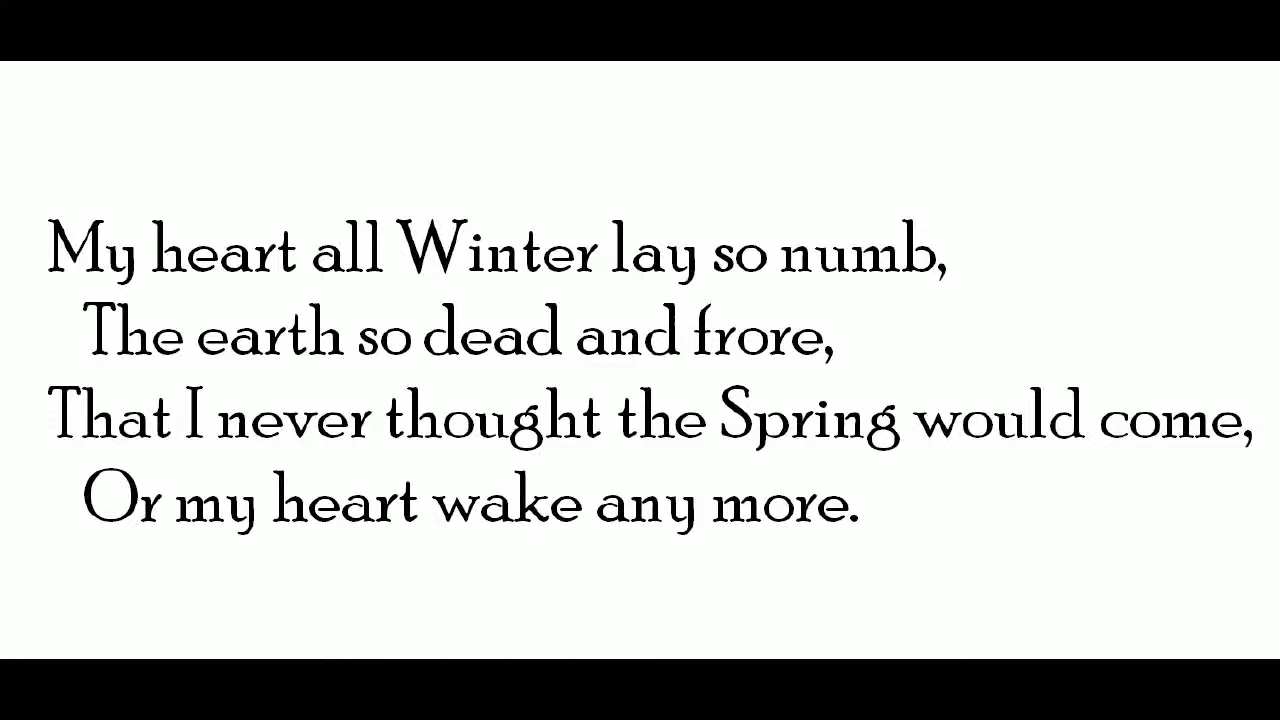 My heart all Winter lay so numb,
The earth so dead and frore,
That I never thought the Spring would come,
Or my heart wake any more.